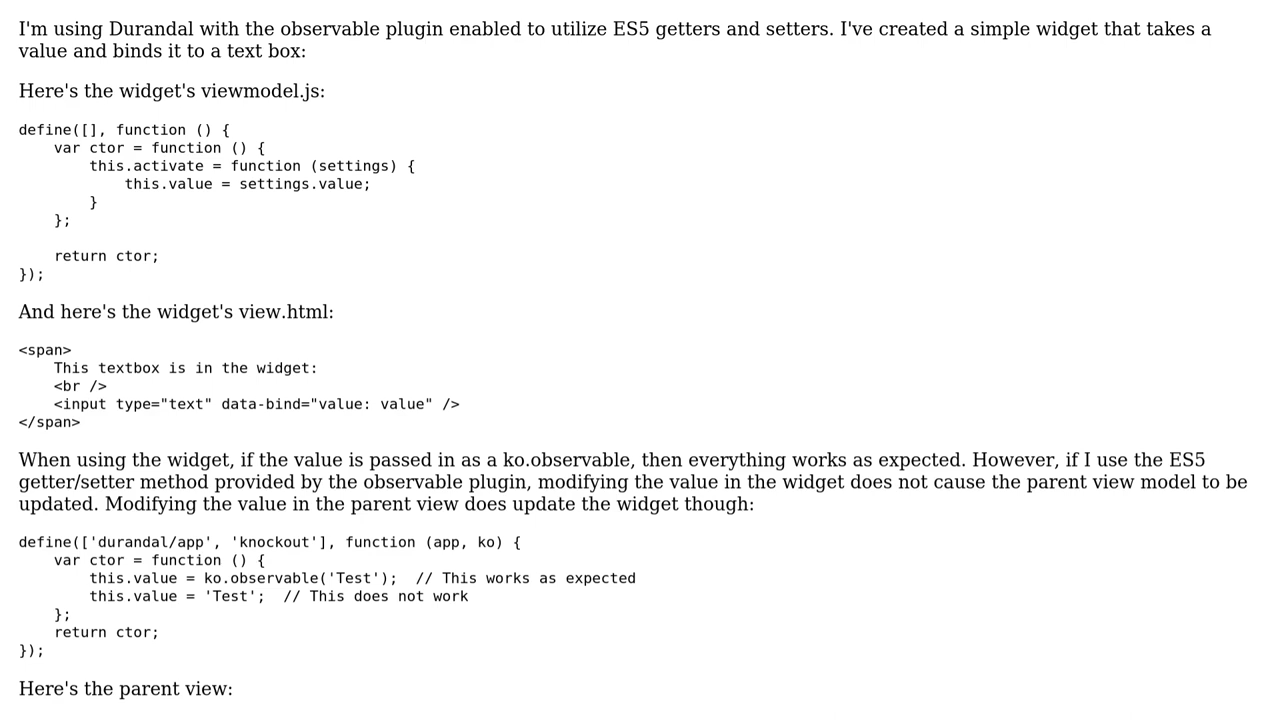 I'm using Durandal with the observable plugin enabled to utilize ES5 getters and setters. I've created a simple widget that takes a
value and binds it to a text box:
Here's the widget's viewmodel.js:
define([], function () {
    var ctor = function () {
        this.activate = function (settings) {
            this.value = settings.value;
        }
    };
    return ctor;
});
And here's the widget's view.html:
<span>
    This textbox is in the widget:
    <br />
    <input type="text" data-bind="value: value" />
</span>
When using the widget, if the value is passed in as a ko.observable, then everything works as expected. However, if I use the ES5
getter/setter method provided by the observable plugin, modifying the value in the widget does not cause the parent view model to be
updated. Modifying the value in the parent view does update the widget though:
define(['durandal/app', 'knockout'], function (app, ko) {
    var ctor = function () {
        this.value = ko.observable('Test');  // This works as expected
        this.value = 'Test';  // This does not work
    };
    return ctor;
});
Here's the parent view: